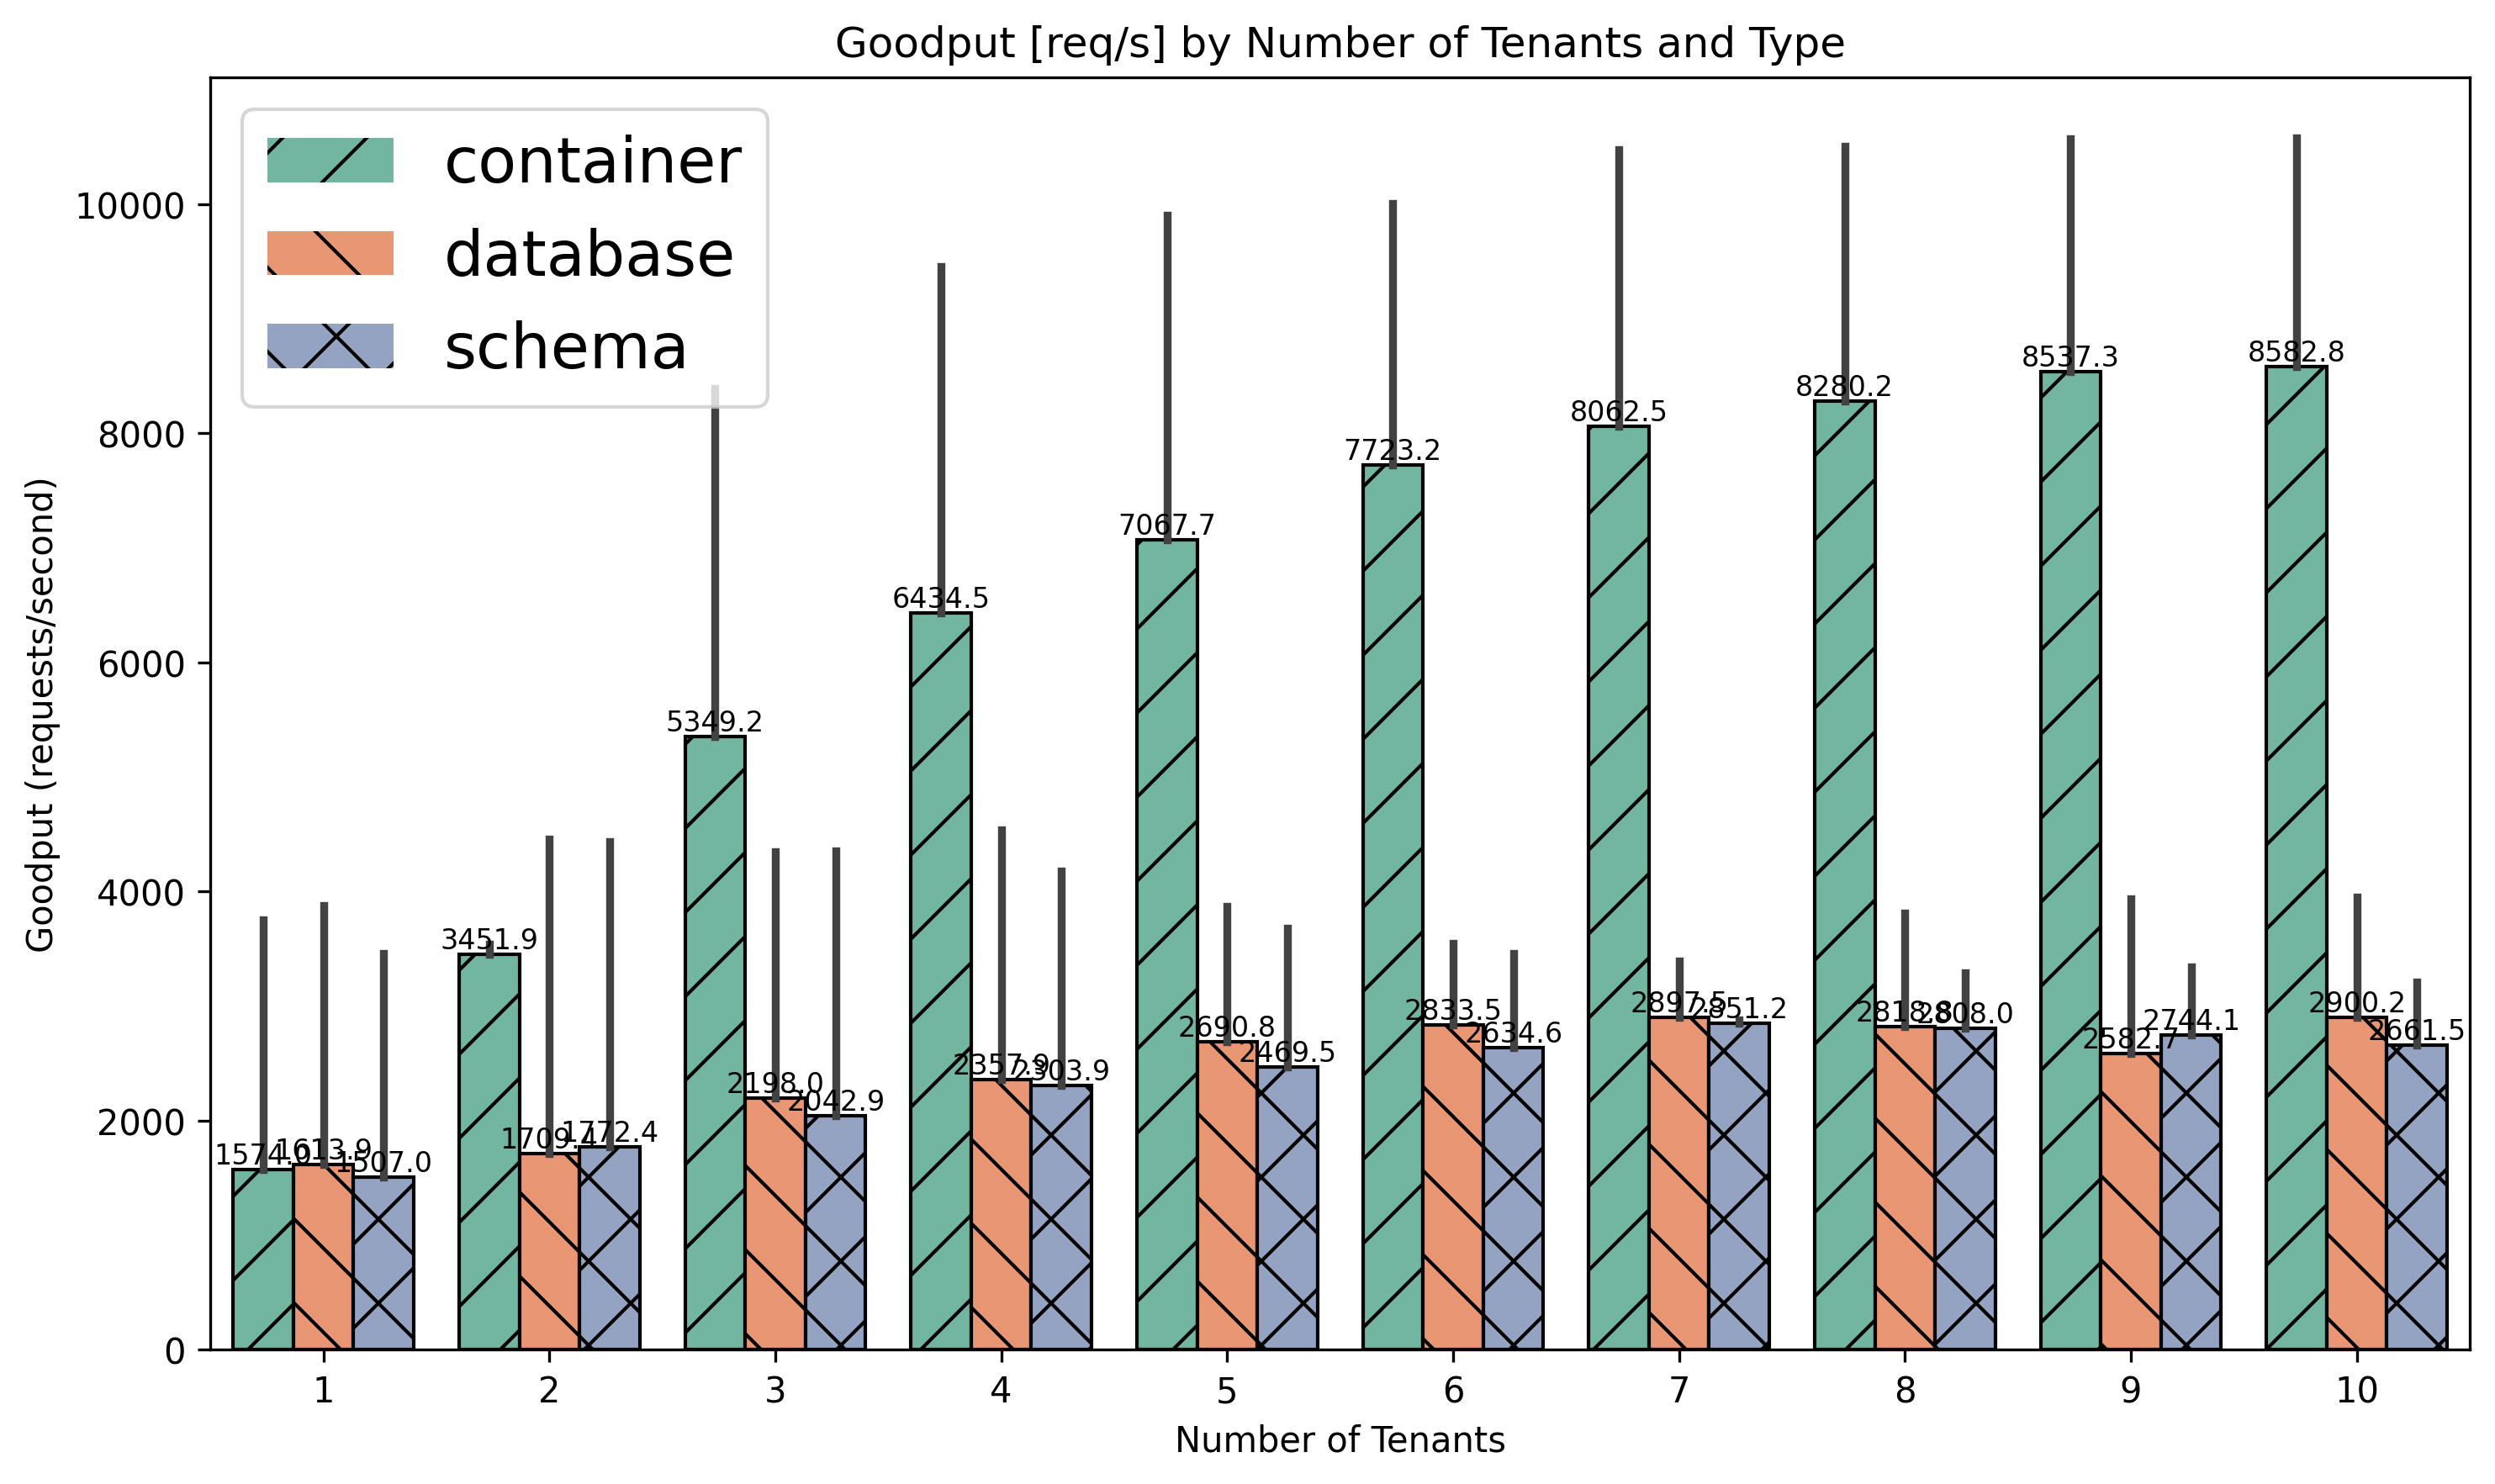 Goodput [req/s] by Number of Tenants and Type
container
database
schema
Goodput (requests/second)
10000
8000
6000
4000
2000
0
1574.0 1613.9 1507.0
3451.9 1709.4 1772.4
5349.2 2198.0 2042.9
6434.5 2357.9 2303.9
7067.7 2690.8 2469.5
7723.2 2833.5 2634.6
8062.5 2897.5 2851.2
8280.2 2818.8 2808.0
8537.3 2582.7 2744.1
8582.8 2900.2 2661.5
1 2 3 4 5 6 7 8 9 10
Number of Tenants